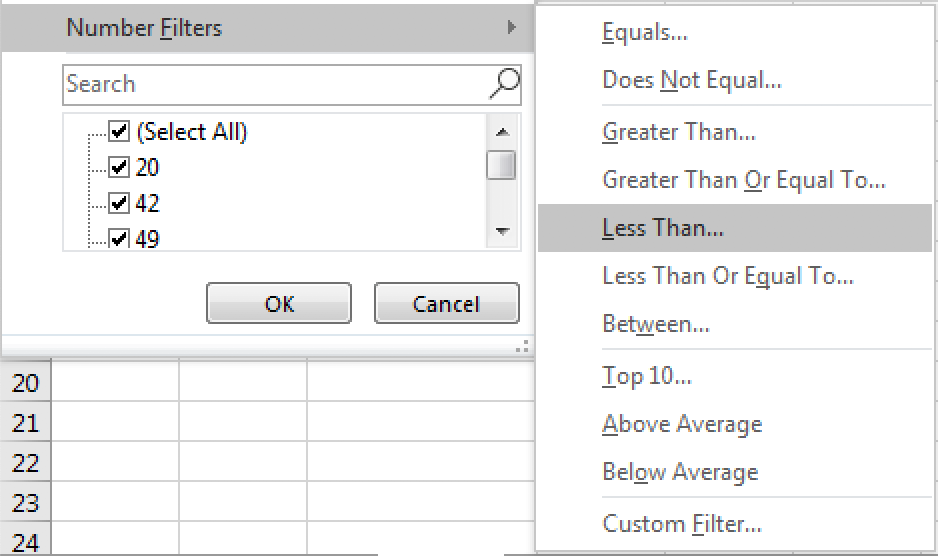 Number Filters
Search
(Select All)
20
42
49
OK
Cancel
20
21
22
23
24
Equals...
Does Not Equal...
Greater Than...
Greater Than Or Equal To...
Less Than...
Less Than Or Equal To...
Between...
Top 10...
Above Average
Below Average
Custom Filter...